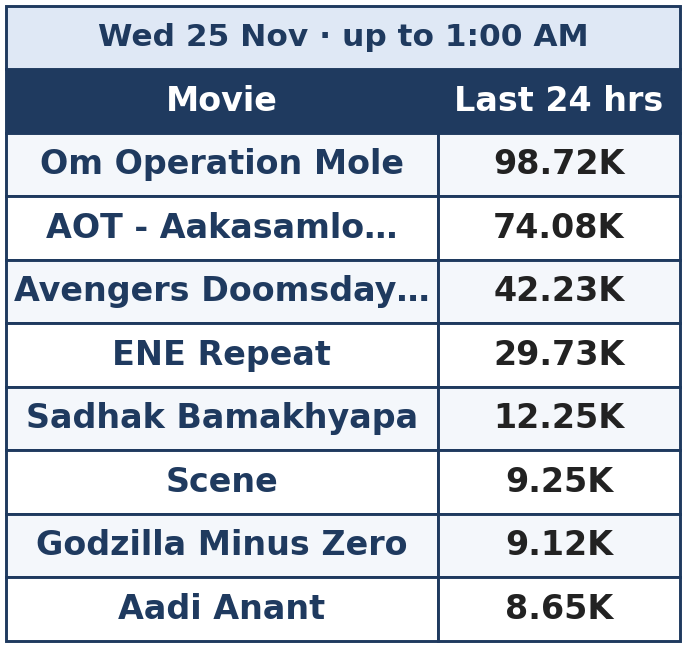 Wed 25 Nov · up to 1:00 AM
Movie Last 24 hrs
Om Operation Mole 98.72K
AOT - Aakasamlo... 74.08K
Avengers Doomsday... 42.23K
ENE Repeat 29.73K
Sadhak Bamakhyapa 12.25K
Scene 9.25K
Godzilla Minus Zero 9.12K
Aadi Anant 8.65K